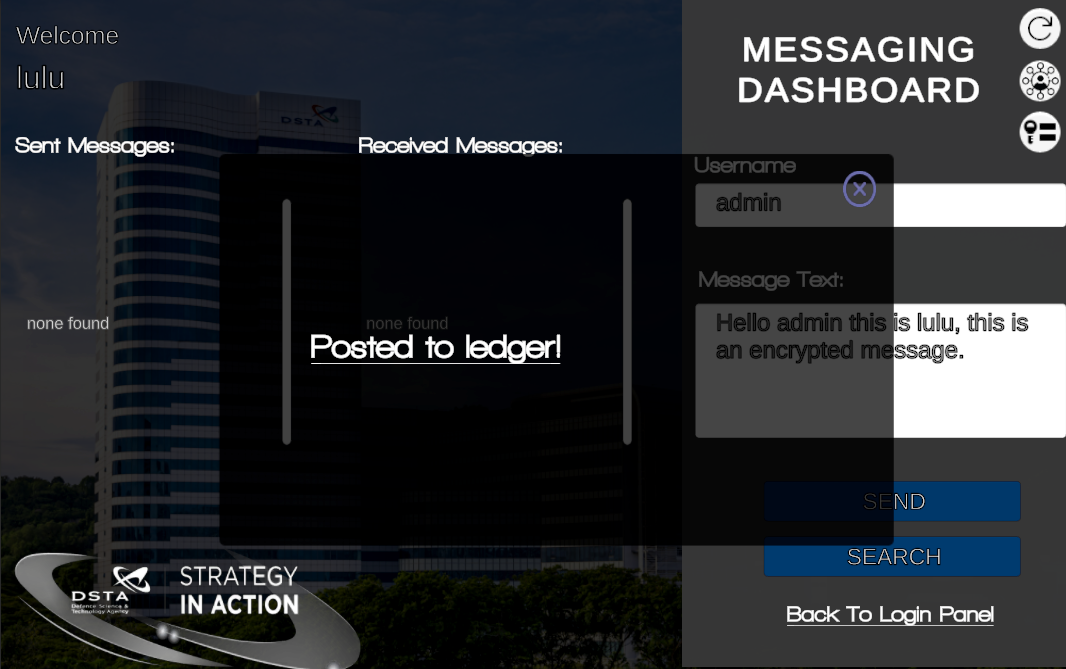 Welcome
lulu
DSTA
Sent Messages:
Received Messages:
none found
none found
Posted to ledger!
MESSAGING
DASHBOARD
Username
admin
Message Text:
Hello admin this is lulu, this is
an encrypted message.
SEND
SEARCH
Back To Login Panel
DSTA
Defence Science &
Technology Agency
STRATEGY
IN ACTION